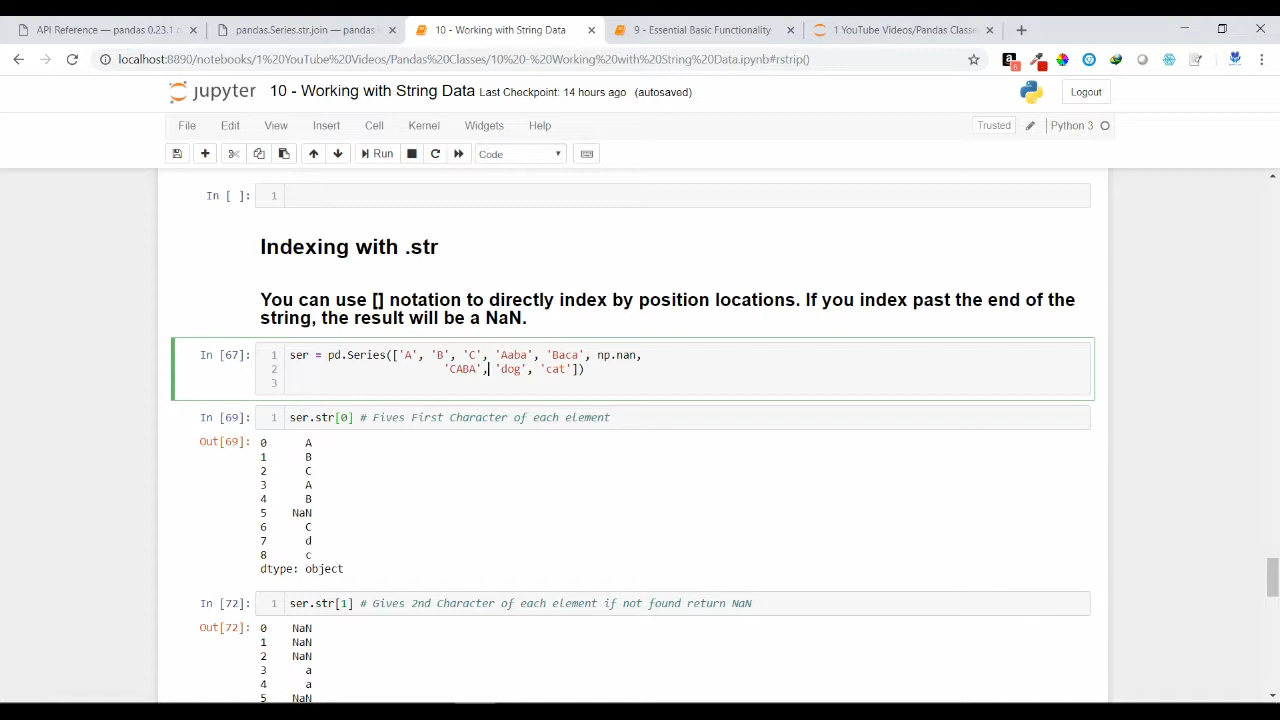 API Reference — pandas 0.23.1 d
pandas.Series.str.join — pandas
10 - Working with String Data
9 - Essential Basic Functionality
1 YouTube Videos/Pandas Classe
localhost:8890/notebooks/1%20YouTube%20Videos/Pandas%20Classes/10%20-%20Working%20with%20String%20Data.ipynb#rstrip()
jupyter 10 - Working with String Data Last Checkpoint: 14 hours ago (autosaved) Logout
File Edit View Insert Cell Kernel Widgets Help Trusted Python 3
Run Code
In [ ]: 1
Indexing with .str
You can use [] notation to directly index by position locations. If you index past the end of the
string, the result will be a NaN.
In [67]: 1 ser = pd.Series(['A', 'B', 'C', 'Aaba', 'Baca', np.nan,
2 'CABA', 'dog', 'cat'])
3
In [69]: 1 ser.str[0] # Fives First Character of each element
Out[69]: 0 A
1 B
2 C
3 A
4 B
5 NaN
6 C
7 d
8 c
dtype: object
In [72]: 1 ser.str[1] # Gives 2nd Character of each element if not found return NaN
Out[72]: 0 NaN
1 NaN
2 NaN
3 a
4 a
5 NaN